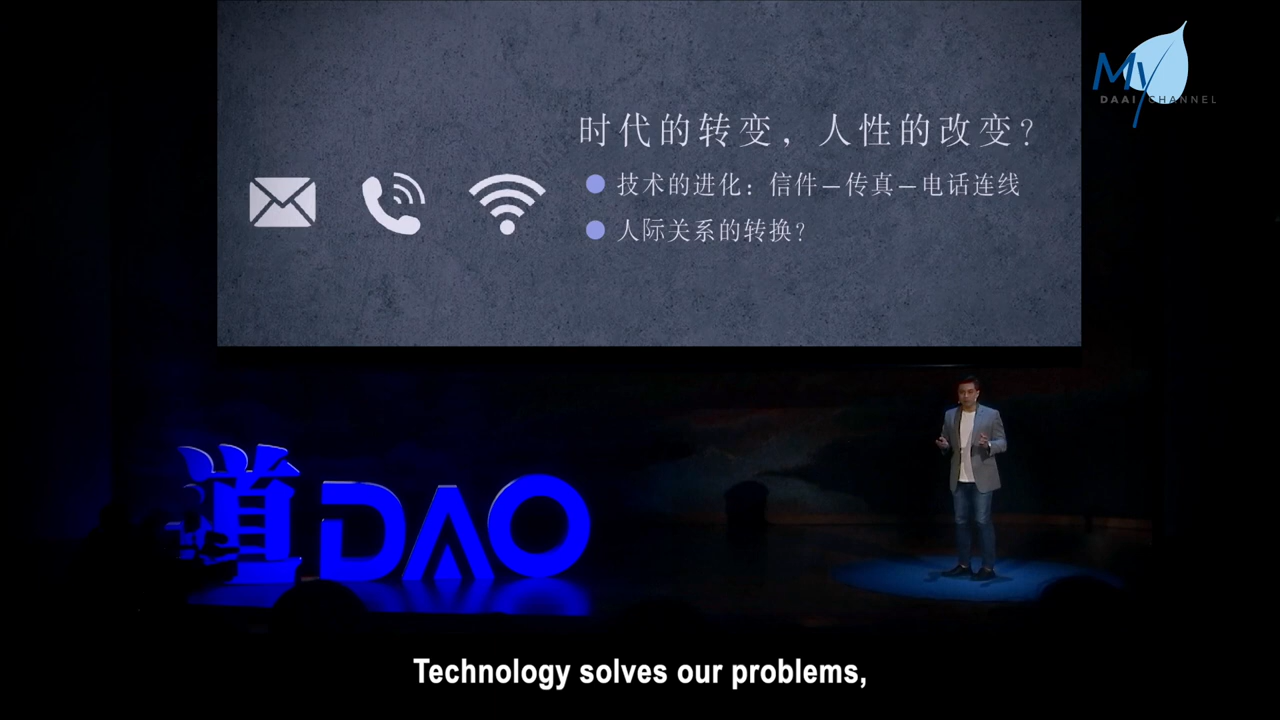 My
DAAI CHANNEL
时代的转变，人性的改变？
技术的进化：信件—传真—电话连线
人际关系的转换？
道DAO
Technology solves our problems,